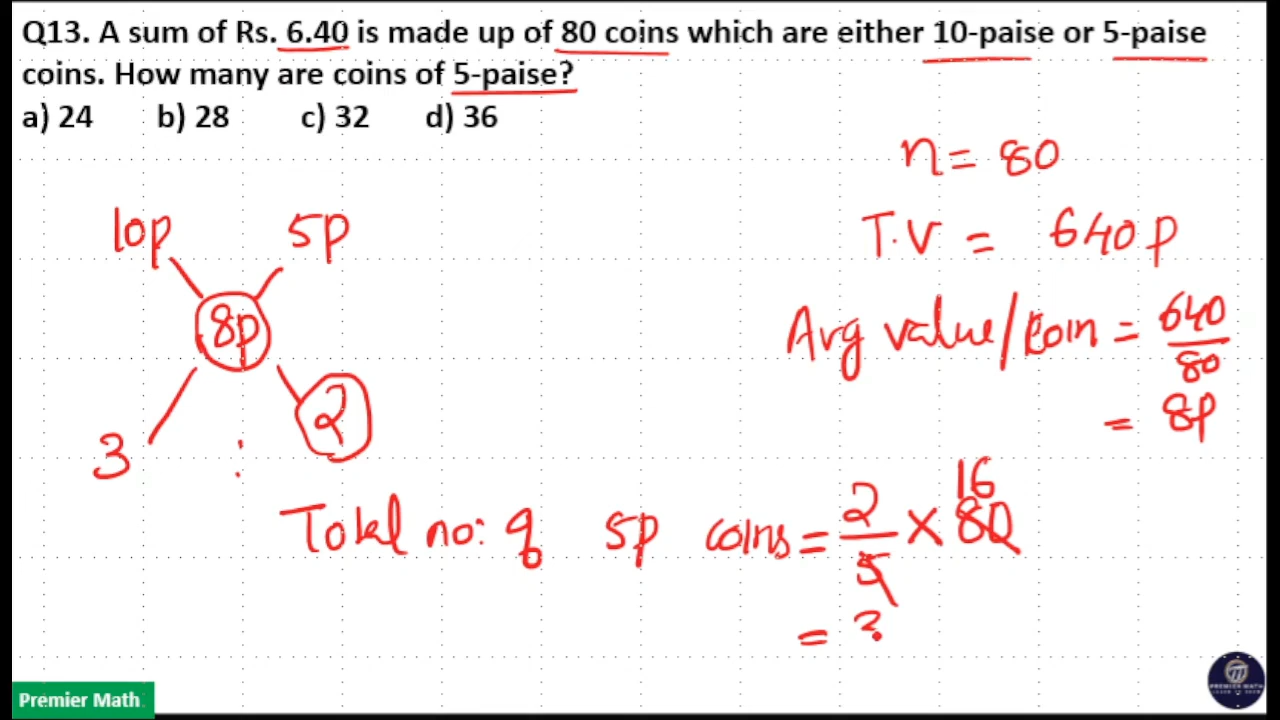 Q13. A sum of Rs. 6.40 is made up of 80 coins which are either 10-paise or 5-paise
coins. How many are coins of 5-paise?
a) 24 b) 28 c) 32 d) 36
n = 80
T.V = 640 p
Avg value/coin = 640/80
= 8p
10p 5p
8p
3 : 2
Total no: of 5p coins = 2/5 × 80
16
=
Premier Math
PREMIER MATH